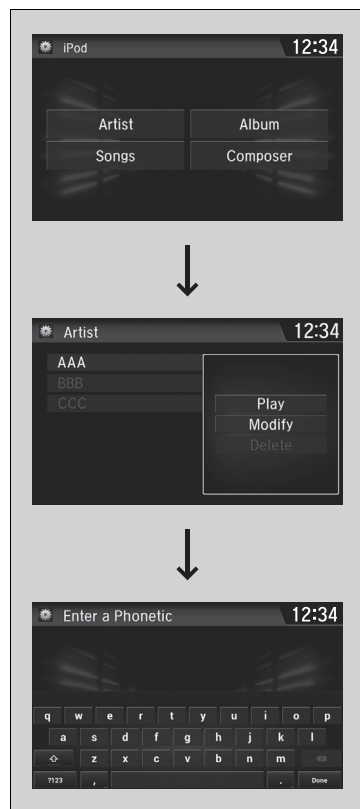 iPod 12:34
Artist Album
Songs Composer
Artist 12:34
AAA
BBB
CCC
Play
Modify
Delete
Enter a Phonetic 12:34
q w e r t y u i o p
a s d f g h j k l
z x c v b n m
?123 , . Done